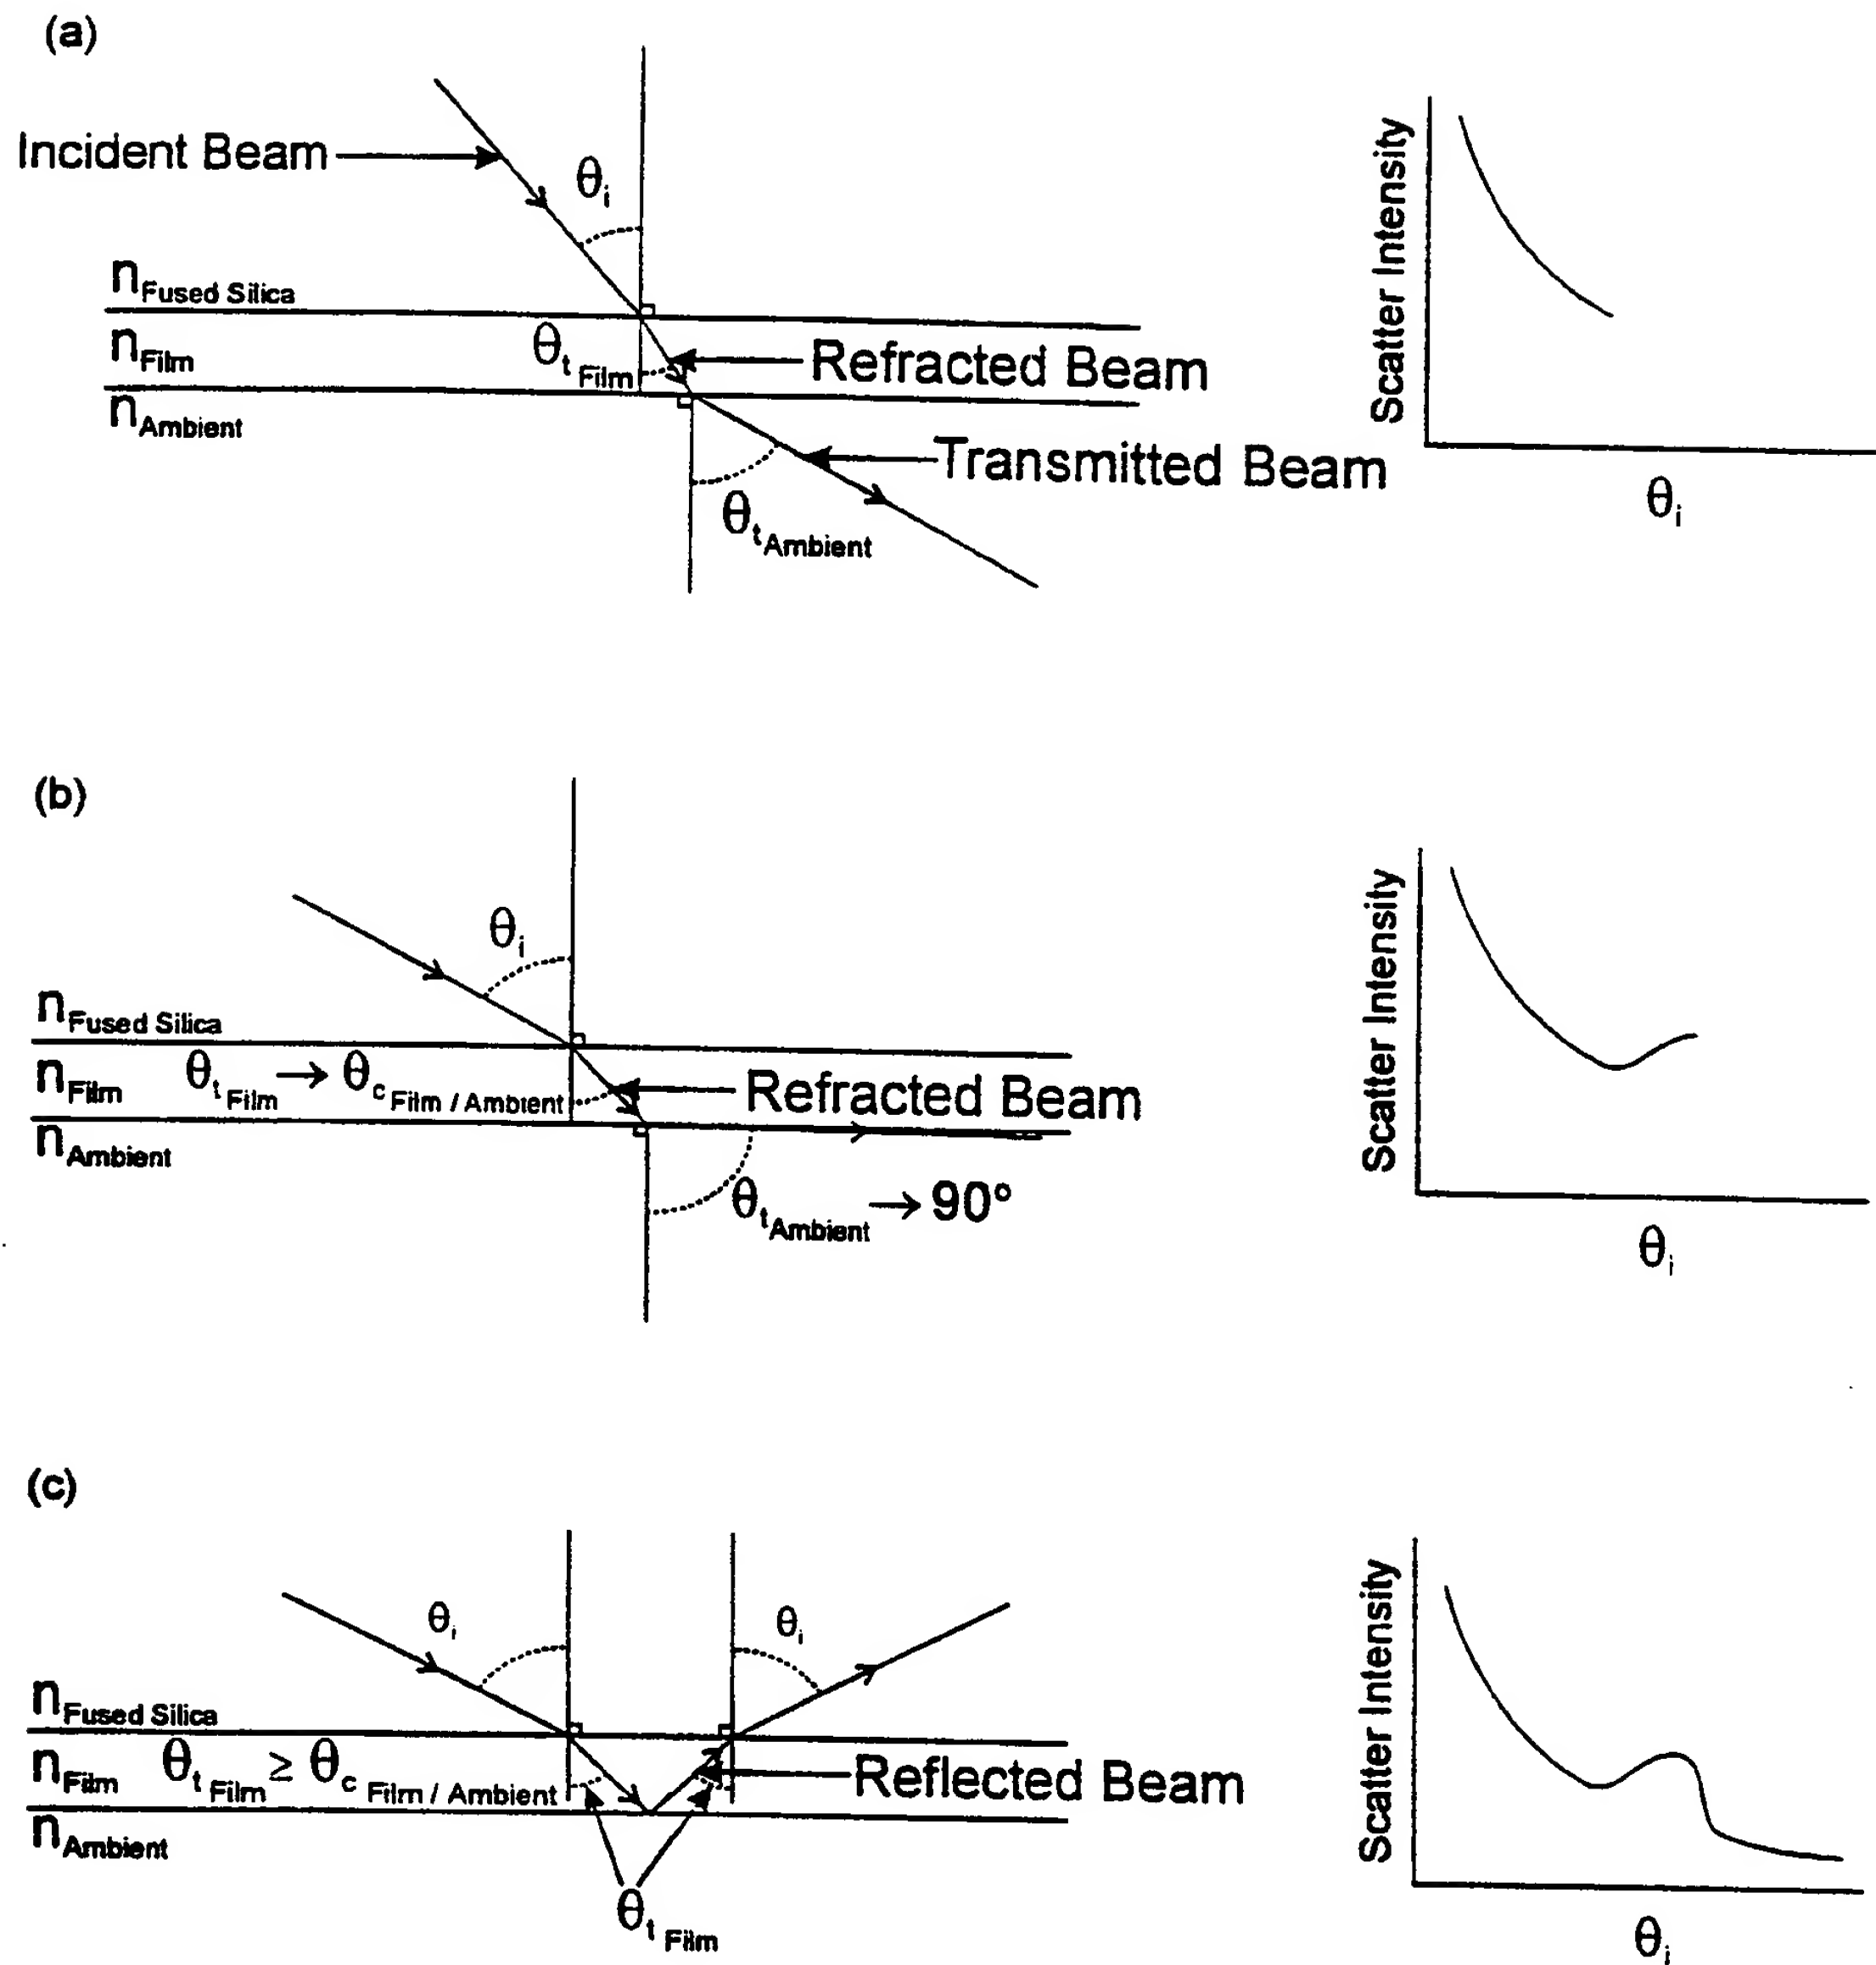 (a)
Incident Beam
θi
nFused Silica
nFilm
θt Film
Refracted Beam
nAmbient
Transmitted Beam
θtAmbient
Scatter Intensity
θi
(b)
θi
nFused Silica
nFilm θt Film → θc Film / Ambient
Refracted Beam
nAmbient
θtAmbient → 90°
Scatter Intensity
θi
(c)
θi
θi
nFused Silica
nFilm θt Film ≥ θc Film / Ambient
Reflected Beam
nAmbient
θt Film
Scatter Intensity
θi